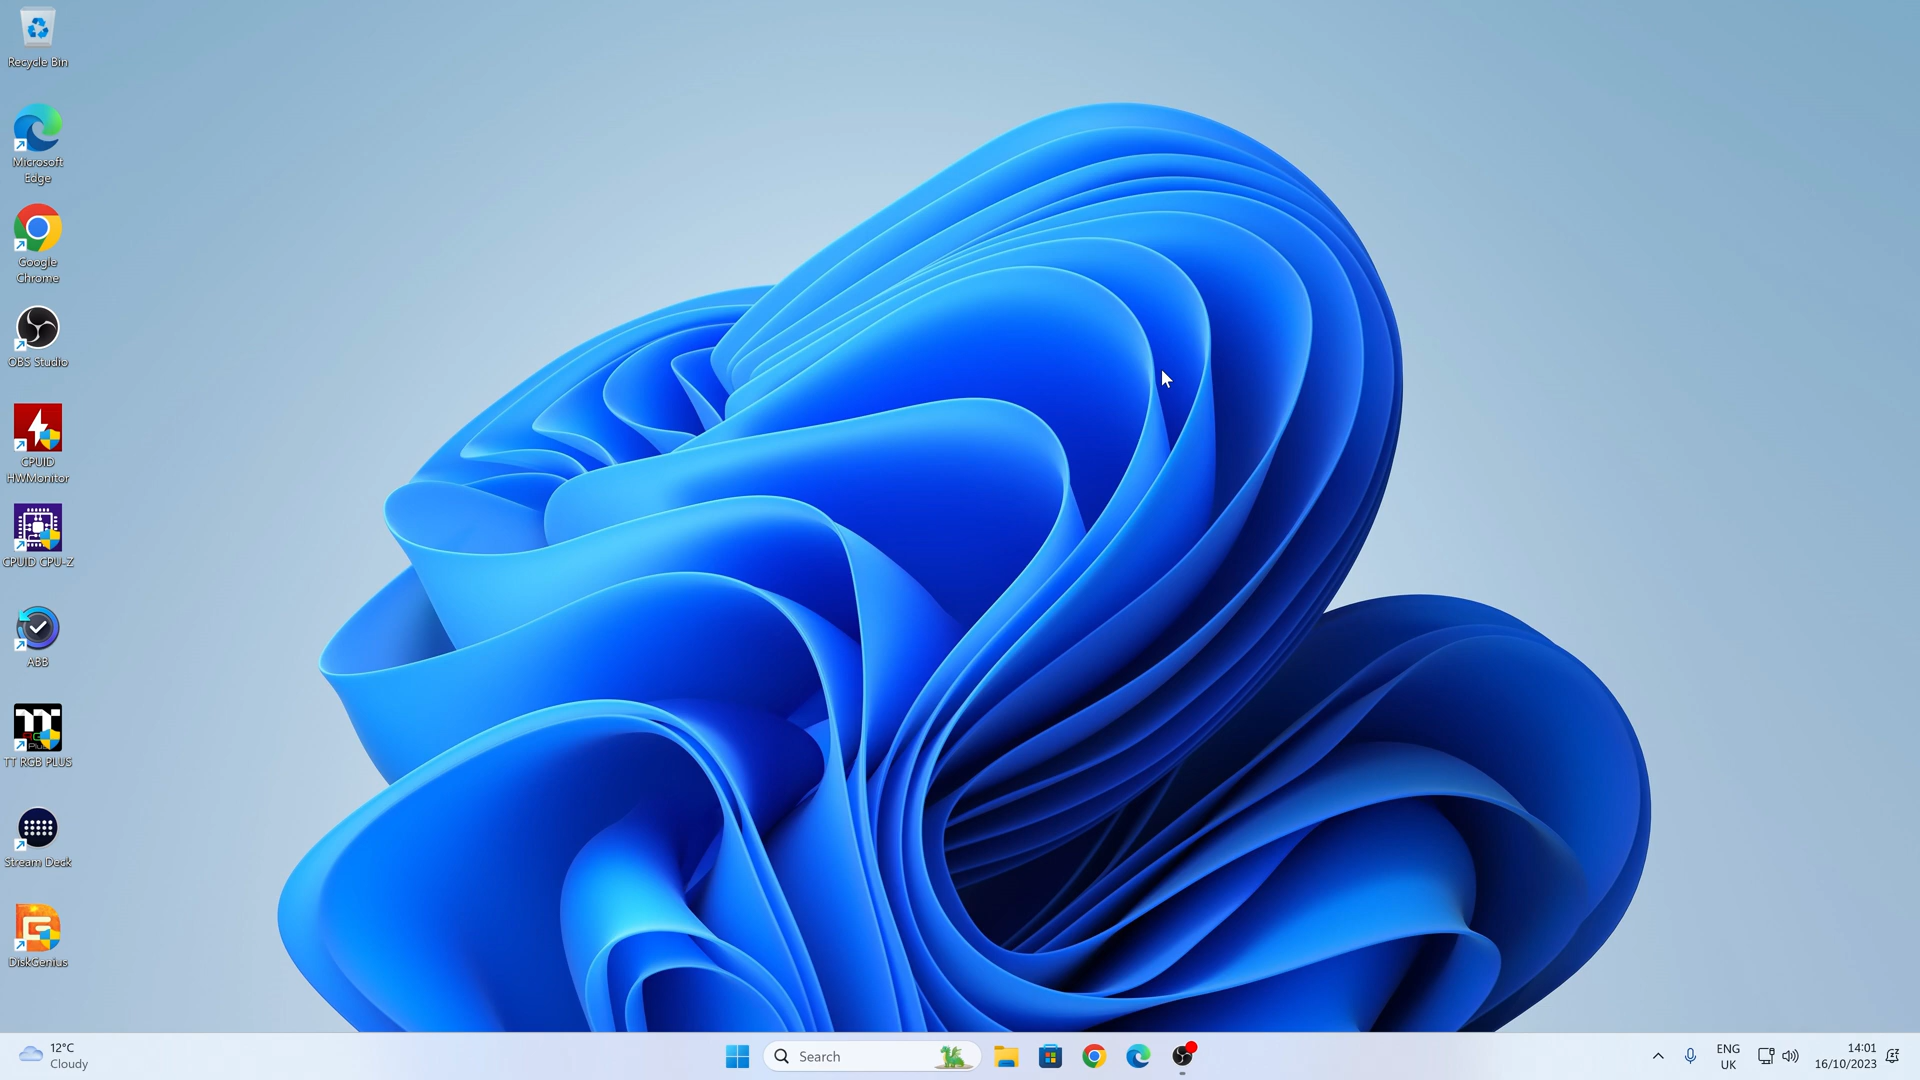 Recycle Bin
Microsoft
Edge
Google
Chrome
OBS Studio
CPUID
HWMonitor
CPUID CPU-Z
ABB
TT RGB PLUS
Stream Deck
DiskGenius
12°C
Cloudy
Search
ENG
UK
14:01
16/10/2023